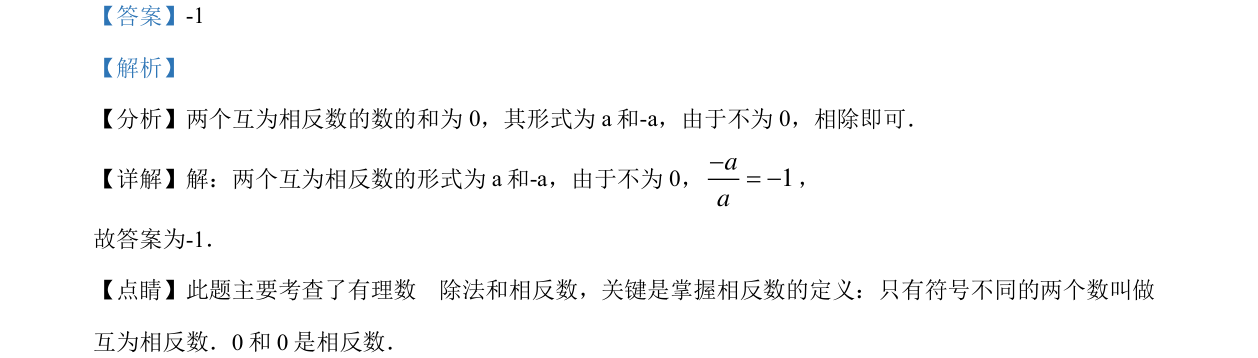 【答案】-1
【解析】
【分析】两个互为相反数的数的和为 0，其形式为 a 和-a，由于不为 0，相除即可．
【详解】解：两个互为相反数的形式为 a 和-a，由于不为 0，$\frac{-a}{a}=-1$，
故答案为-1．
【点睛】此题主要考查了有理数　除法和相反数，关键是掌握相反数的定义：只有符号不同的两个数叫做
互为相反数．0 和 0 是相反数．